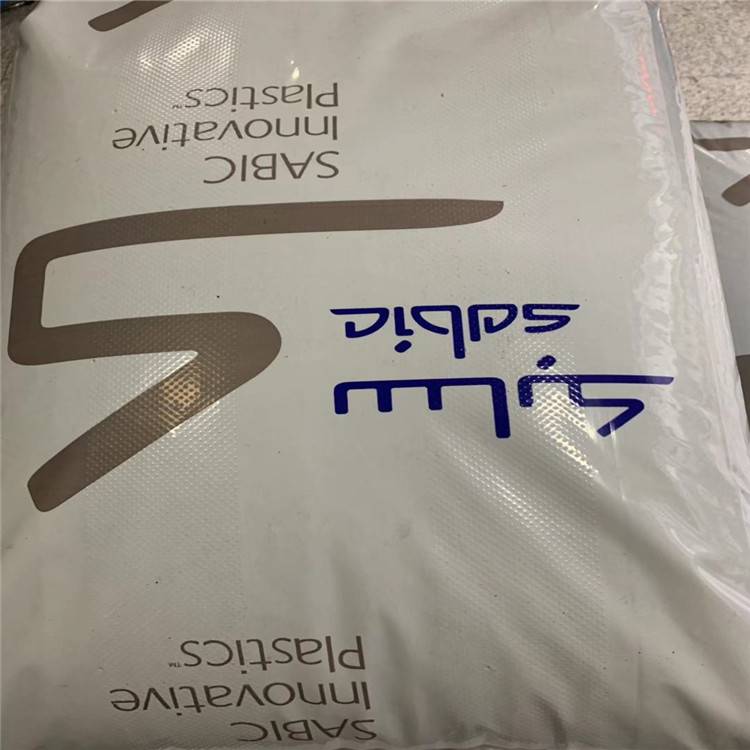 SABIC
Innovative
Plastics™
سابك
sabic
SABIC
Innovative
Plastics™